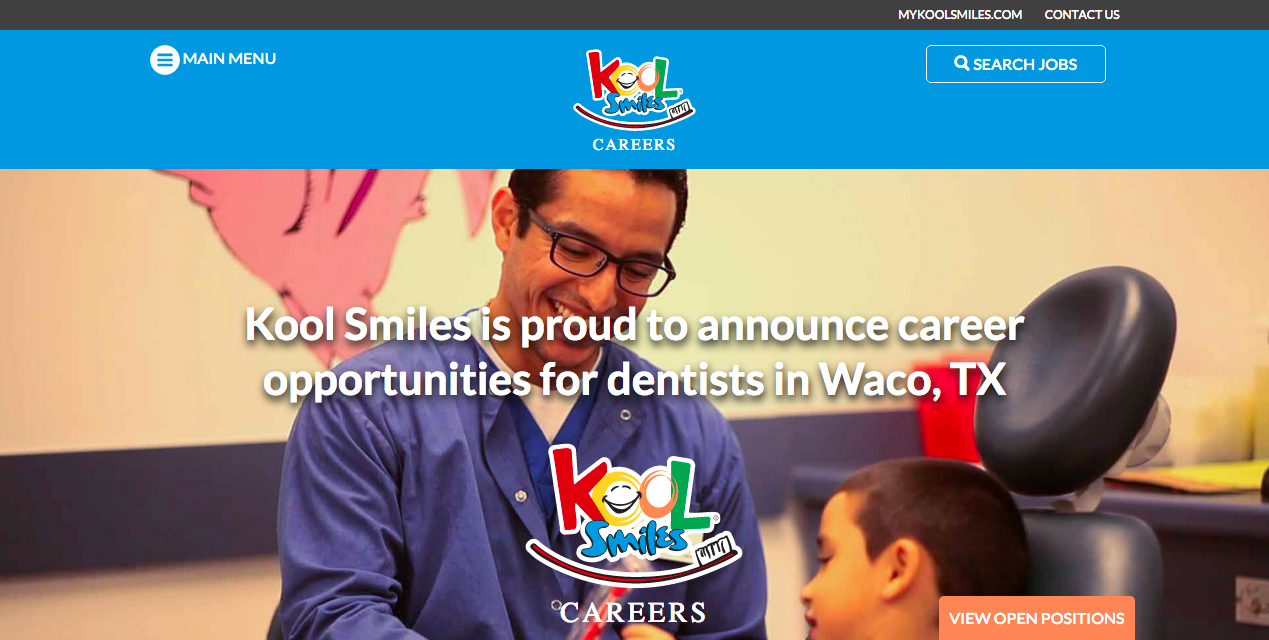 MYKOOLSMILES.COM CONTACT US
MAIN MENU
KOOL
Smiles
CAREERS
SEARCH JOBS
Kool Smiles is proud to announce career
opportunities for dentists in Waco, TX
KOOL
Smiles
CAREERS
VIEW OPEN POSITIONS